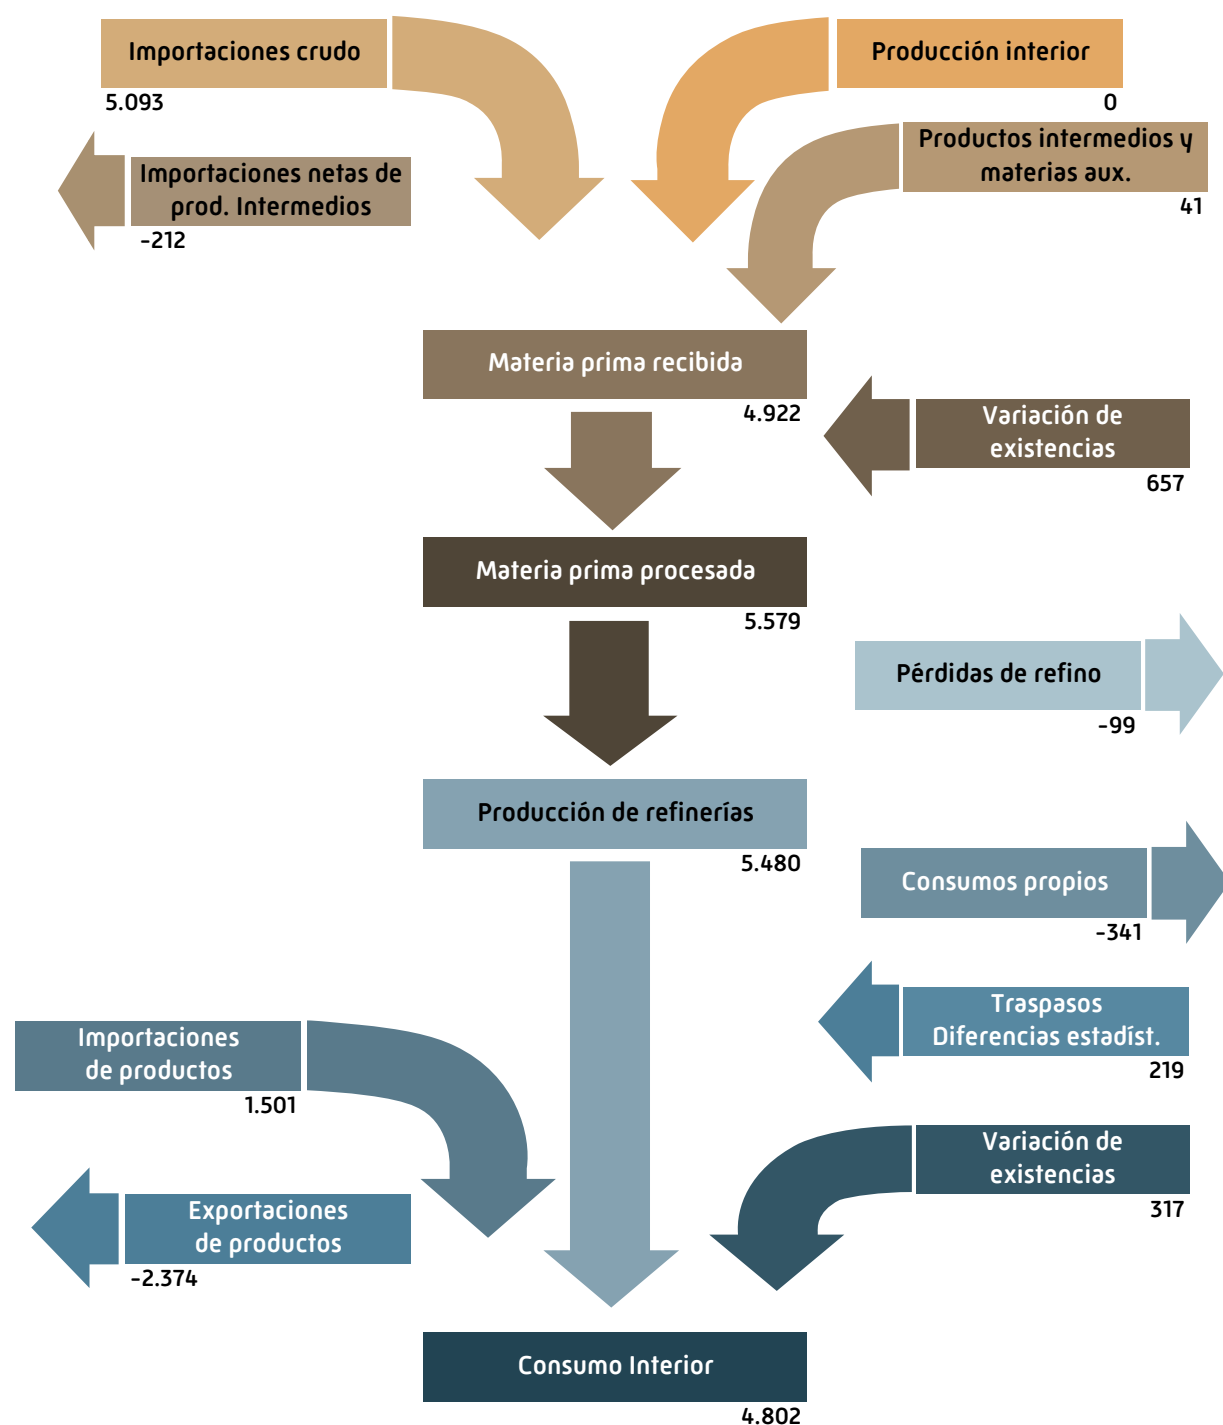 Importaciones crudo
5.093
Producción interior
0
Importaciones netas de
prod. Intermedios
-212
Productos intermedios y
materias aux.
41
Materia prima recibida
4.922
Variación de
existencias
657
Materia prima procesada
5.579
Pérdidas de refino
-99
Producción de refinerías
5.480
Consumos propios
-341
Traspasos
Diferencias estadíst.
219
Importaciones
de productos
1.501
Variación de
existencias
317
Exportaciones
de productos
-2.374
Consumo Interior
4.802